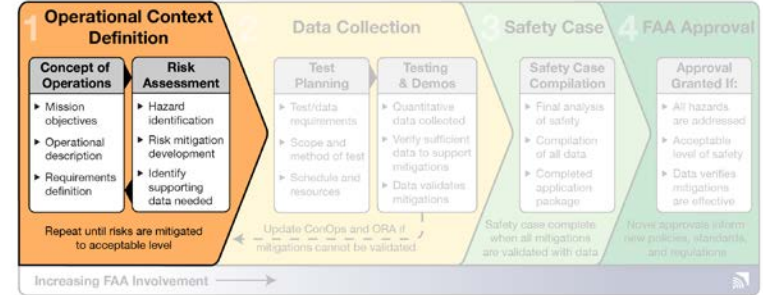 1
Operational Context
Definition
Concept of
Operations
▸ Mission
objectives
▸ Operational
description
▸ Requirements
definition
Risk
Assessment
▸ Hazard
identification
▸ Risk mitigation
development
▸ Identify
supporting
data needed
Repeat until risks are mitigated
to acceptable level
2
Data Collection
Test
Planning
▸ Test/data
requirements
▸ Scope and
method of test
▸ Schedule and
resources
Testing
& Demos
▸ Quantitative
data collected
▸ Verify sufficient
data to support
mitigations
▸ Data validates
mitigations
Update ConOps and ORA if
mitigations cannot be validated
3
Safety Case
Safety Case
Compilation
▸ Final analysis
of safety
▸ Compilation
of all data
▸ Completed
application
package
Safety case complete
when all mitigations
are validated with data
4
FAA Approval
Approval
Granted If:
▸ All hazards
are addressed
▸ Acceptable
level of safety
▸ Data verifies
mitigations
are effective
Novel approvals inform
new policies, standards,
and regulations
Increasing FAA Involvement